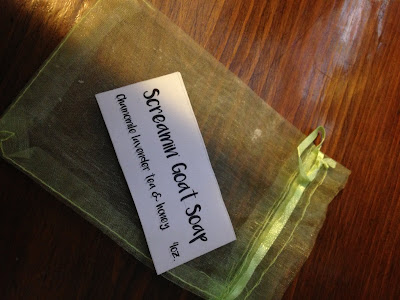 Screamin' Goat Soap
Chamomile lavender tea & honey
4oz.